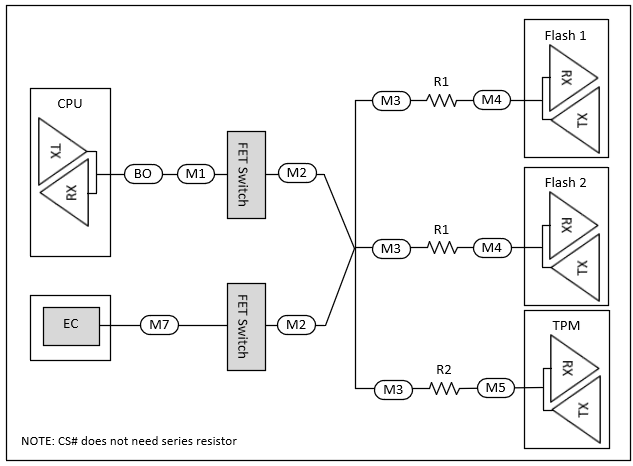 Flash 1
RX
TX
R1
M3
M4
CPU
TX
RX
BO
M1
FET Switch
M2
Flash 2
RX
TX
R1
M3
M4
EC
M7
FET Switch
M2
TPM
RX
TX
R2
M3
M5
NOTE: CS# does not need series resistor